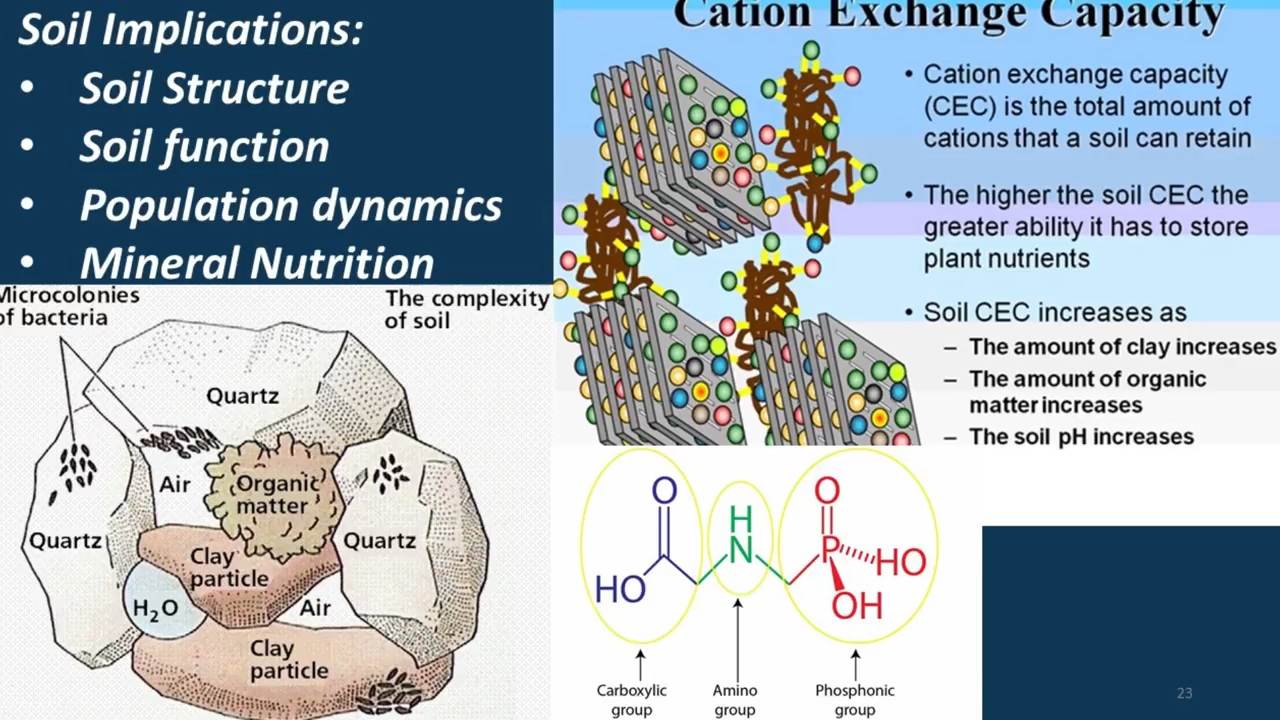 Soil Implications:
• Soil Structure
• Soil function
• Population dynamics
• Mineral Nutrition
Cation Exchange Capacity
• Cation exchange capacity
(CEC) is the total amount of
cations that a soil can retain
• The higher the soil CEC the
greater ability it has to store
plant nutrients
• Soil CEC increases as
– The amount of clay increases
– The amount of organic
matter increases
– The soil pH increases
Microcolonies
of bacteria
The complexity
of soil
Quartz
Air
Organic
matter
Quartz
Quartz
Clay
particle
H₂O
Air
Clay
particle
O
H
N
O
P
HO
HO
OH
Carboxylic
group
Amino
group
Phosphonic
group
23